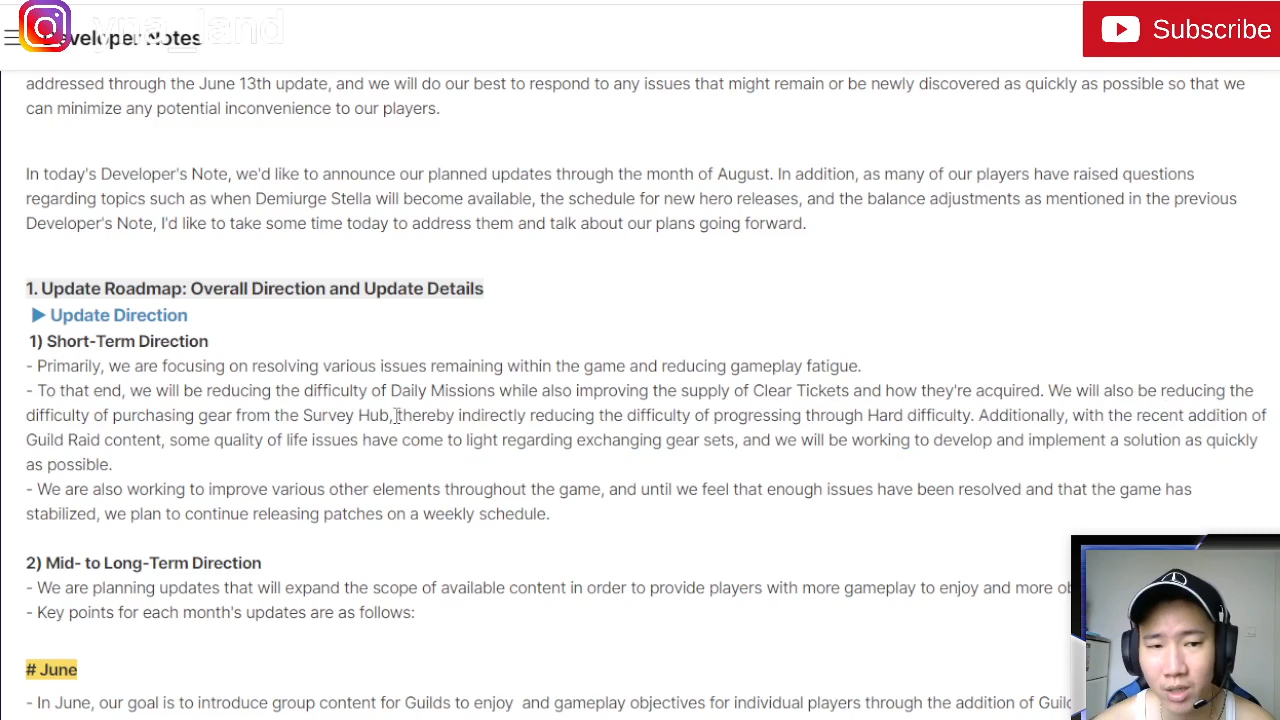 yna_land
Developer Notes
Subscribe
addressed through the June 13th update, and we will do our best to respond to any issues that might remain or be newly discovered as quickly as possible so that we
can minimize any potential inconvenience to our players.
In today's Developer's Note, we'd like to announce our planned updates through the month of August. In addition, as many of our players have raised questions
regarding topics such as when Demiurge Stella will become available, the schedule for new hero releases, and the balance adjustments as mentioned in the previous
Developer's Note, I'd like to take some time today to address them and talk about our plans going forward.
1. Update Roadmap: Overall Direction and Update Details
▶ Update Direction
1) Short-Term Direction
- Primarily, we are focusing on resolving various issues remaining within the game and reducing gameplay fatigue.
- To that end, we will be reducing the difficulty of Daily Missions while also improving the supply of Clear Tickets and how they're acquired. We will also be reducing the
difficulty of purchasing gear from the Survey Hub, thereby indirectly reducing the difficulty of progressing through Hard difficulty. Additionally, with the recent addition of
Guild Raid content, some quality of life issues have come to light regarding exchanging gear sets, and we will be working to develop and implement a solution as quickly
as possible.
- We are also working to improve various other elements throughout the game, and until we feel that enough issues have been resolved and that the game has
stabilized, we plan to continue releasing patches on a weekly schedule.
2) Mid- to Long-Term Direction
- We are planning updates that will expand the scope of available content in order to provide players with more gameplay to enjoy and more
- Key points for each month's updates are as follows:
# June
- In June, our goal is to introduce group content for Guilds to enjoy and gameplay objectives for individual players through the addition of